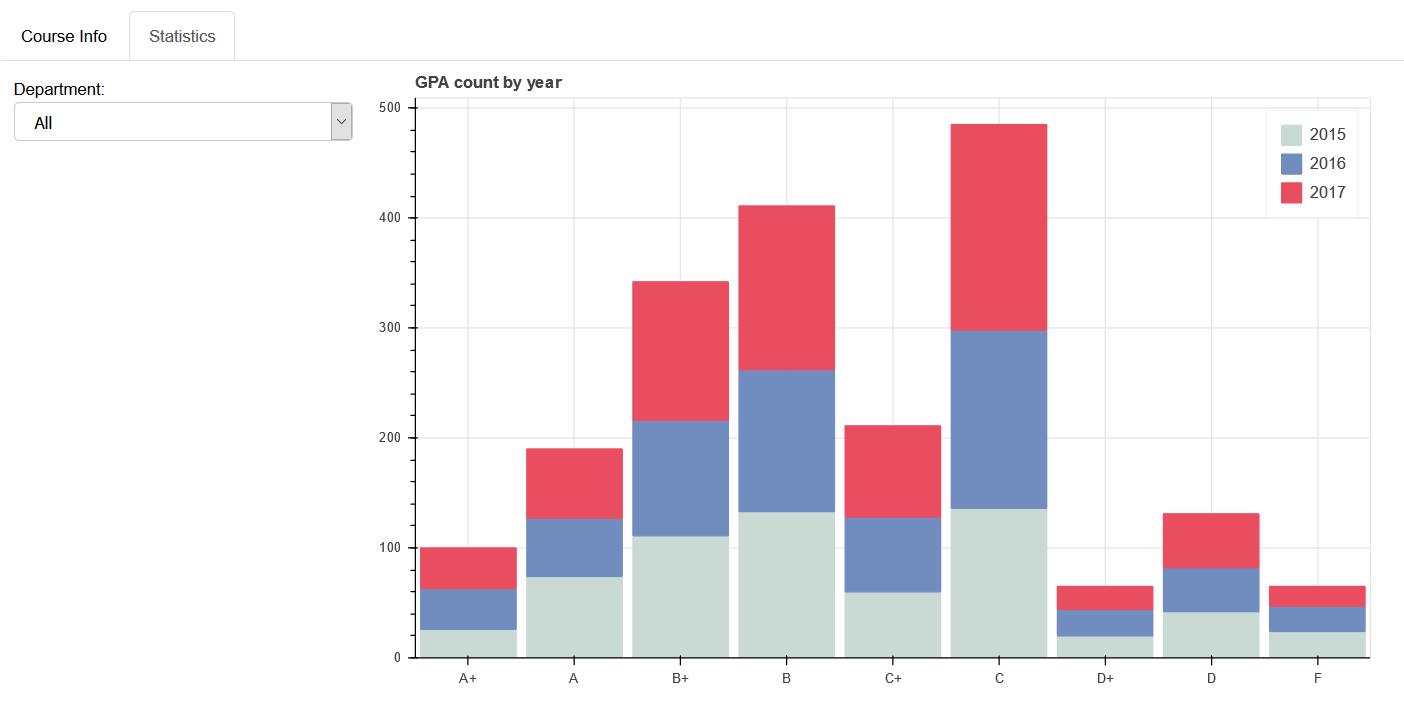 Course Info
Statistics
Department:
All
GPA count by year
500
400
300
200
100
0
A+ A B+ B C+ C D+ D F
2015
2016
2017